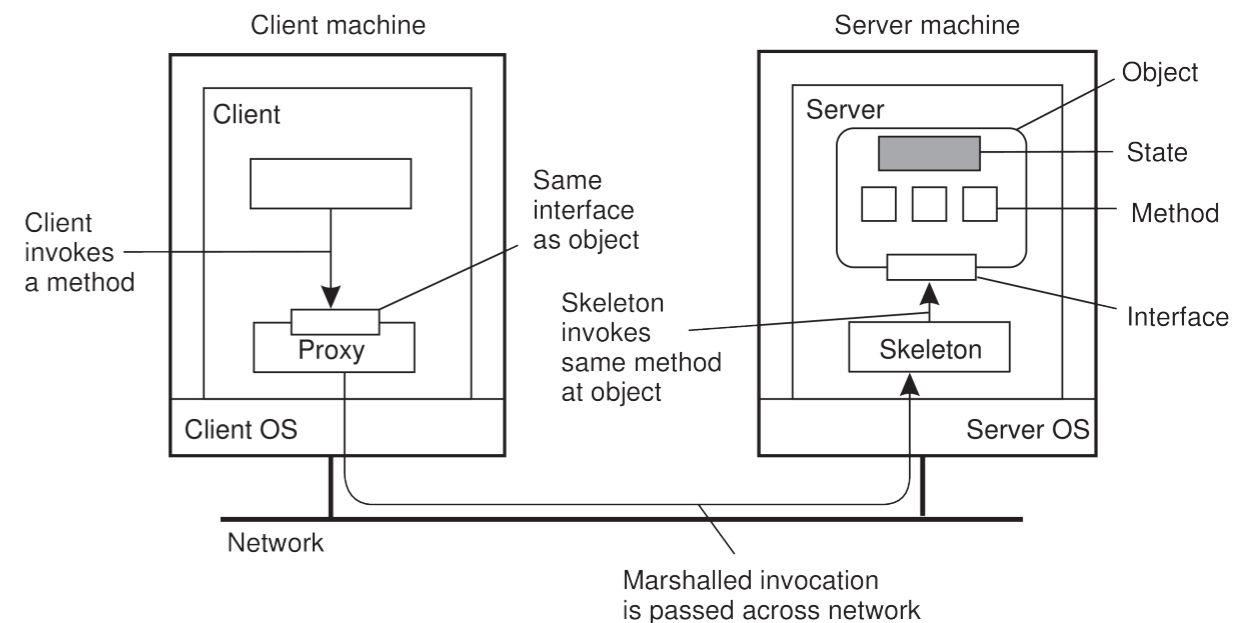 Client machine
Server machine
Object
Client
Server
State
Same
interface
as object
Method
Client
invokes
a method
Skeleton
invokes
same method
at object
Interface
Proxy
Skeleton
Client OS
Server OS
Network
Marshalled invocation
is passed across network